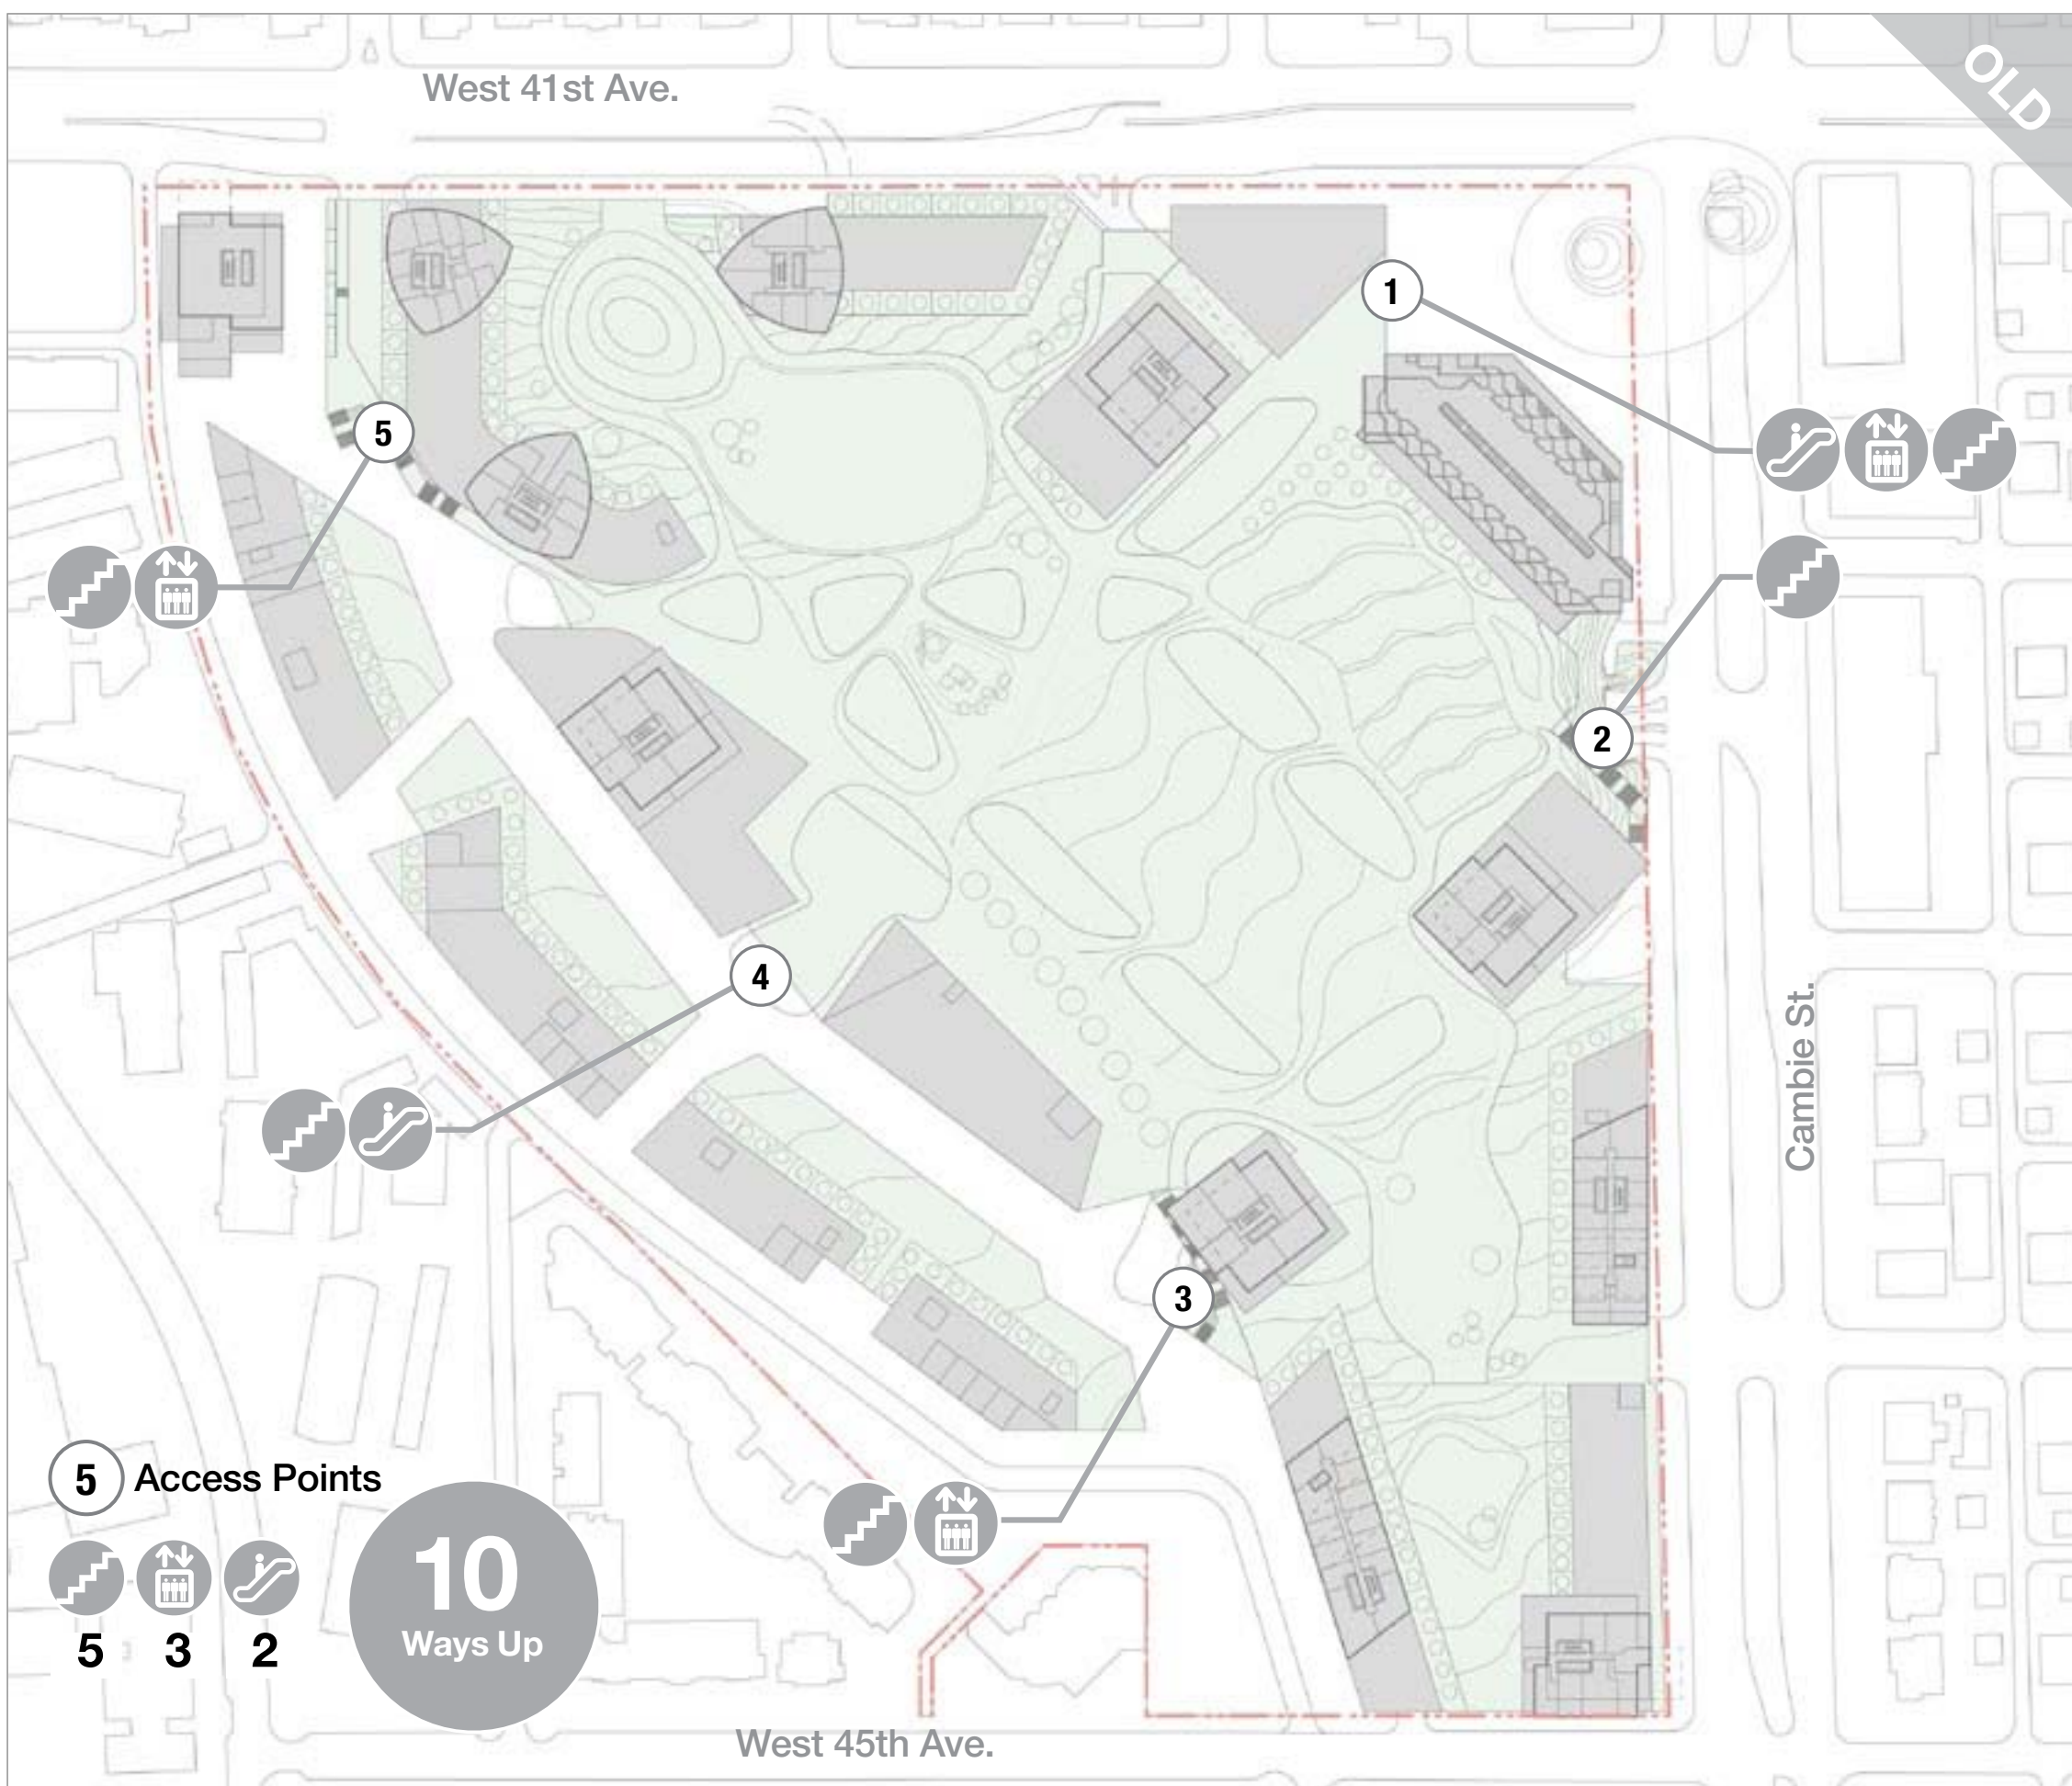 West 41st Ave.
OLD
1
5
2
4
Cambie St.
3
5 Access Points
10
Ways Up
5 3 2
West 45th Ave.